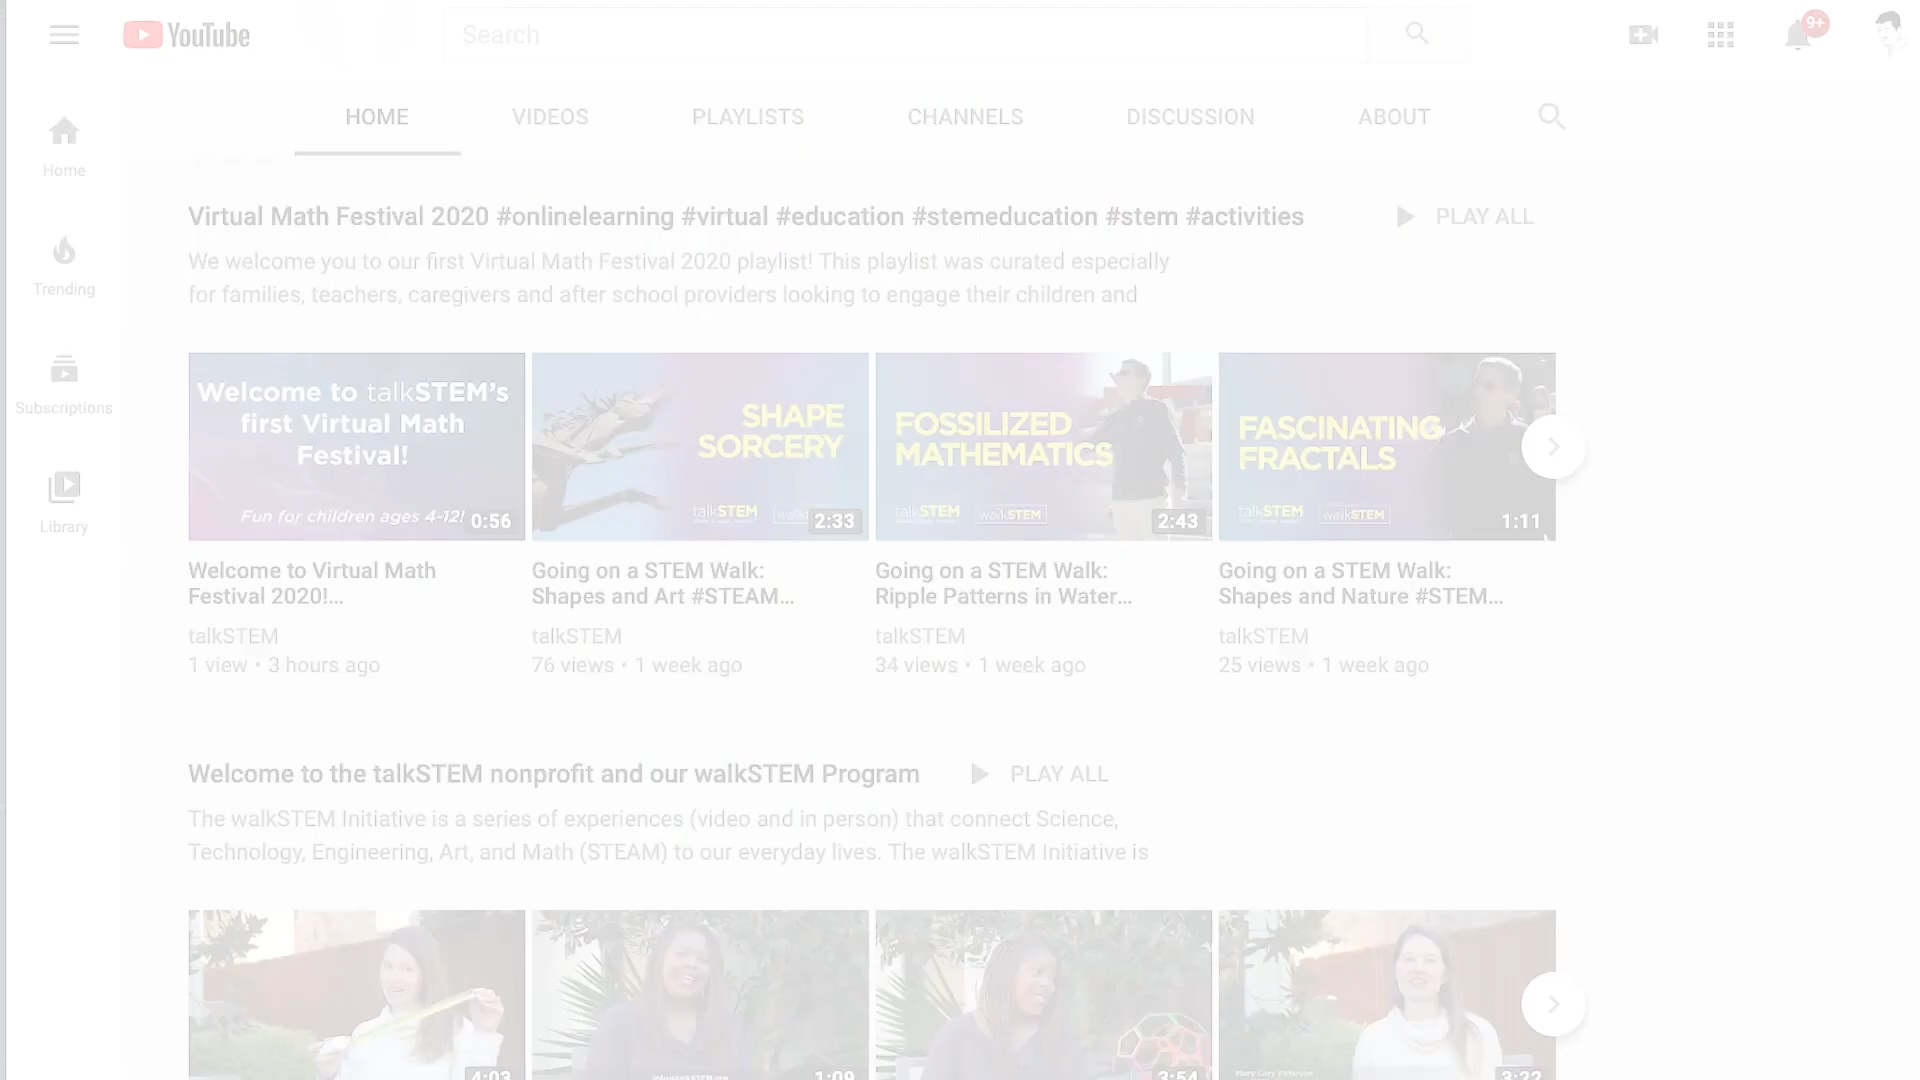 YouTube
Search
9+
HOME VIDEOS PLAYLISTS CHANNELS DISCUSSION ABOUT
Home
Trending
Subscriptions
Library
Virtual Math Festival 2020 #onlinelearning #virtual #education #stemeducation #stem #activities
PLAY ALL
We welcome you to our first Virtual Math Festival 2020 playlist! This playlist was curated especially
for families, teachers, caregivers and after school providers looking to engage their children and
Welcome to talkSTEM's
first Virtual Math
Festival!
Fun for children ages 4-12!
0:56
SHAPE
SORCERY
talkSTEM
2:33
FOSSILIZED
MATHEMATICS
talkSTEM walkSTEM
2:43
FASCINATING
FRACTALS
talkSTEM walkSTEM
1:11
Welcome to Virtual Math
Festival 2020!...
talkSTEM
1 view • 3 hours ago
Going on a STEM Walk:
Shapes and Art #STEAM...
talkSTEM
76 views • 1 week ago
Going on a STEM Walk:
Ripple Patterns in Water...
talkSTEM
34 views • 1 week ago
Going on a STEM Walk:
Shapes and Nature #STEM...
talkSTEM
25 views • 1 week ago
Welcome to the talkSTEM nonprofit and our walkSTEM Program
PLAY ALL
The walkSTEM Initiative is a series of experiences (video and in person) that connect Science,
Technology, Engineering, Art, and Math (STEAM) to our everyday lives. The walkSTEM Initiative is
4:03
1:09
3:54
3:22